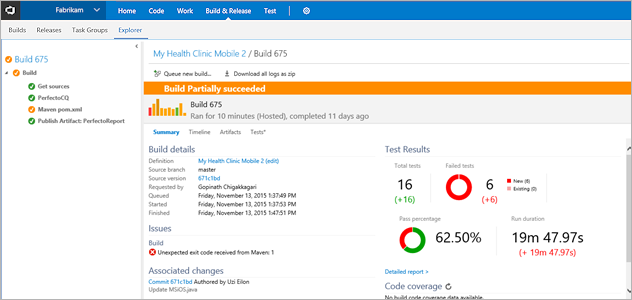 Fabrikam Home Code Work Build & Release Test
Builds Releases Task Groups Explorer
Build 675
Build
Get sources
PerfectoCQ
Maven pom.xml
Publish Artifact: PerfectoReport
My Health Clinic Mobile 2 / Build 675
Queue new build... Download all logs as zip
Build Partially succeeded
Build 675
Ran for 10 minutes (Hosted), completed 11 days ago
Summary Timeline Artifacts Tests*
Build details
Definition My Health Clinic Mobile 2 (edit)
Source branch master
Source version 671c1bd
Requested by Gopinath Chigakkagari
Queued Friday, November 13, 2015 1:37:49 PM
Started Friday, November 13, 2015 1:37:53 PM
Finished Friday, November 13, 2015 1:47:51 PM
Issues
Build
Unexpected exit code received from Maven: 1
Associated changes
Commit 671c1bd Authored by Uzi Eilon
Update MSiOS.java
Test Results
Total tests Failed tests
16 6 New (6)
(+16) (+6) Existing (0)
Pass percentage Run duration
62.50% 19m 47.97s
(+ 19m 47.97s)
Detailed report >
Code coverage
No build code coverage data available.